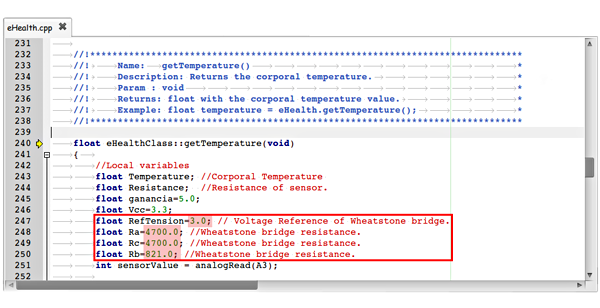 eHealth.cpp
231
232 //!******************************************************************************
233 //! Name: getTemperature() *
234 //! Description: Returns the corporal temperature. *
235 //! Param : void *
236 //! Returns: float with the corporal temperature value. *
237 //! Example: float temperature = eHealth.getTemperature(); *
238 //!******************************************************************************
239
240 float eHealthClass::getTemperature(void)
241 {
242 //Local variables
243 float Temperature; //Corporal Temperature
244 float Resistance; //Resistance of sensor.
245 float ganancia=5.0;
246 float Vcc=3.3;
247 float RefTension=3.0; // Voltage Reference of Wheatstone bridge.
248 float Ra=4700.0; //Wheatstone bridge resistance.
249 float Rc=4700.0; //Wheatstone bridge resistance.
250 float Rb=821.0; //Wheatstone bridge resistance.
251 int sensorValue = analogRead(A3);
252